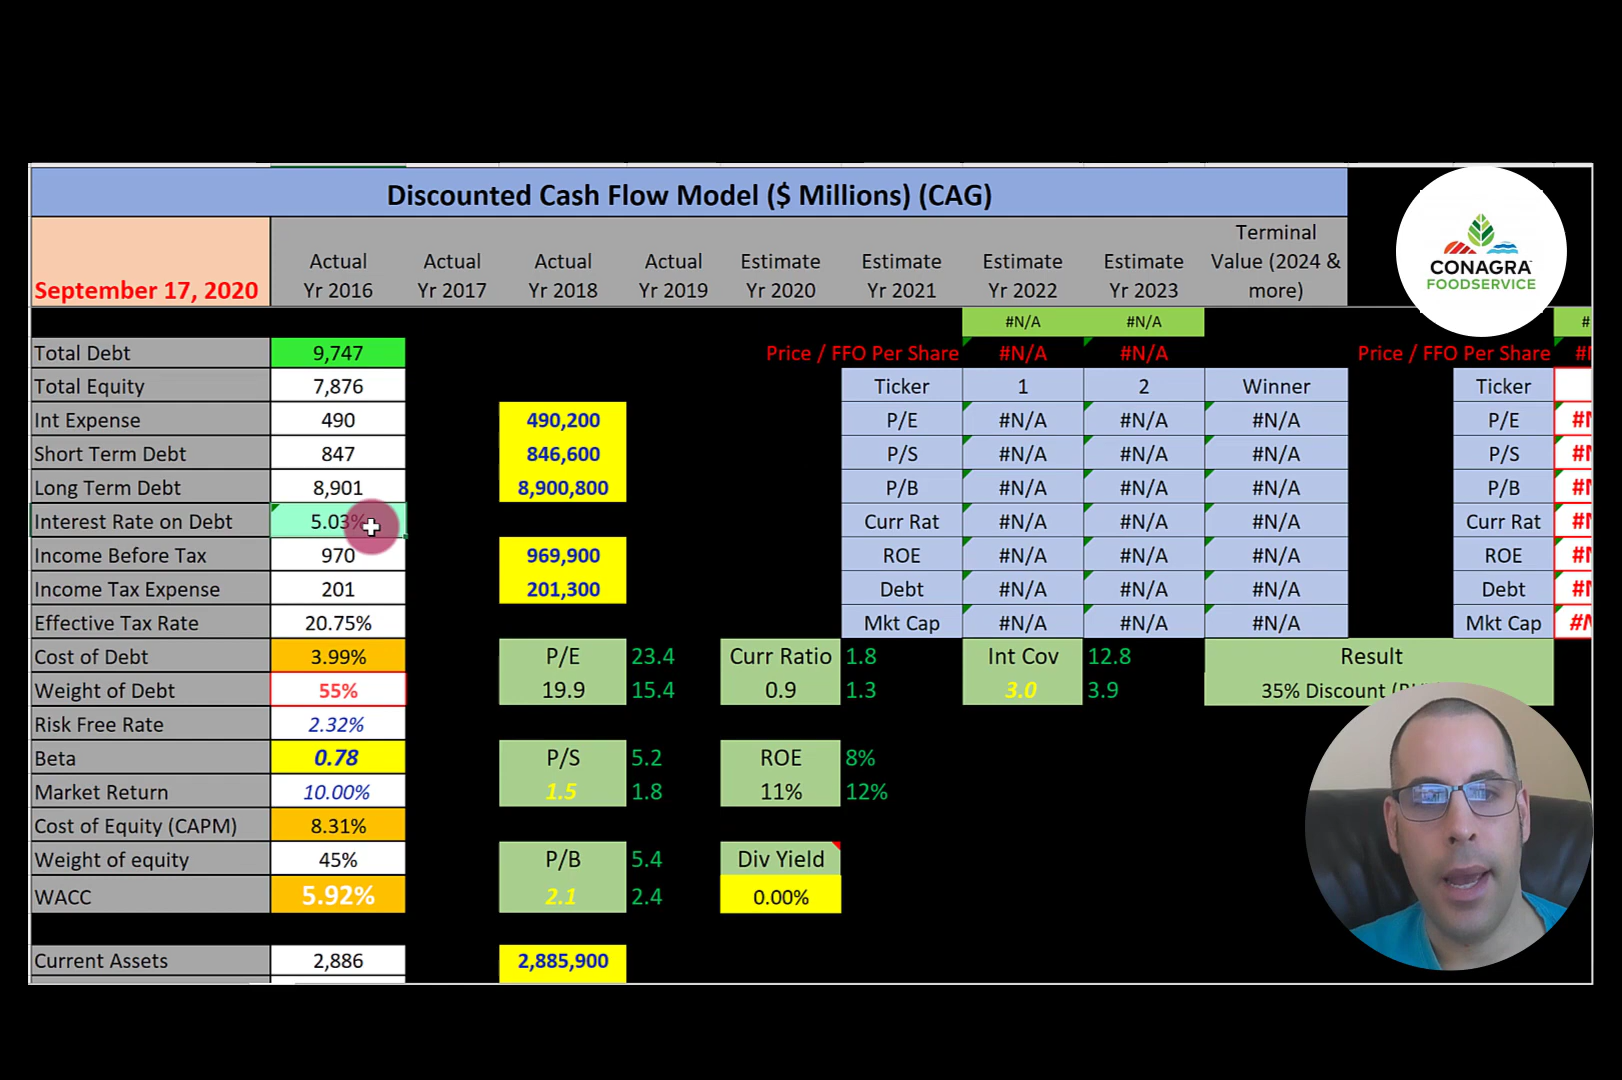 Discounted Cash Flow Model ($ Millions) (CAG)
September 17, 2020
Actual Yr 2016
Actual Yr 2017
Actual Yr 2018
Actual Yr 2019
Estimate Yr 2020
Estimate Yr 2021
Estimate Yr 2022
Estimate Yr 2023
Terminal Value (2024 & more)
CONAGRA
FOODSERVICE
#N/A #N/A #
Total Debt 9,747 Price / FFO Per Share #N/A #N/A Price / FFO Per Share
Total Equity 7,876 Ticker 1 2 Winner Ticker
Int Expense 490 490,200 P/E #N/A #N/A #N/A P/E
Short Term Debt 847 846,600 P/S #N/A #N/A #N/A P/S
Long Term Debt 8,901 8,900,800 P/B #N/A #N/A #N/A P/B
Interest Rate on Debt 5.03% Curr Rat #N/A #N/A #N/A Curr Rat
Income Before Tax 970 969,900 ROE #N/A #N/A #N/A ROE
Income Tax Expense 201 201,300 Debt #N/A #N/A #N/A Debt
Effective Tax Rate 20.75% Mkt Cap #N/A #N/A #N/A Mkt Cap
Cost of Debt 3.99% P/E 23.4 Curr Ratio 1.8 Int Cov 12.8 Result
Weight of Debt 55% 19.9 15.4 0.9 1.3 3.0 3.9 35% Discount
Risk Free Rate 2.32%
Beta 0.78 P/S 5.2 ROE 8%
Market Return 10.00% 1.5 1.8 11% 12%
Cost of Equity (CAPM) 8.31%
Weight of equity 45% P/B 5.4 Div Yield
WACC 5.92% 2.1 2.4 0.00%
Current Assets 2,886 2,885,900